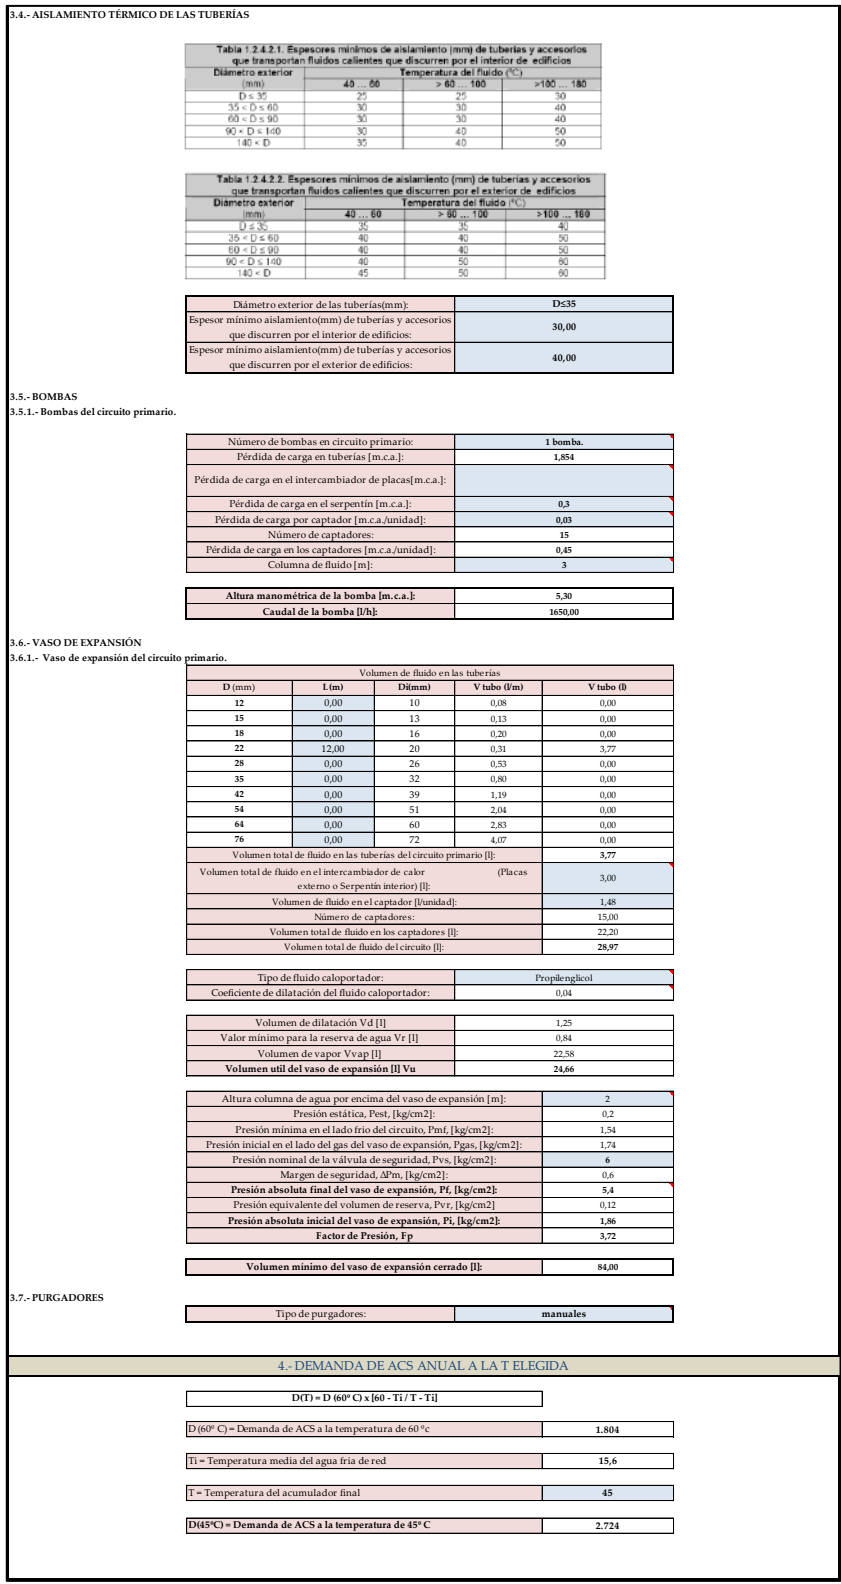 3.4.- AISLAMIENTO TÉRMICO DE LAS TUBERÍAS
Tabla 1.2.4.2.1. Espesores mínimos de aislamiento (mm) de tuberías y accesorios
que transportan fluidos calientes que discurren por el interior de edificios
Diámetro exterior (mm) Temperatura del fluido (ºC)
40 ... 60 > 60 ... 100 >100 ... 180
D ≤ 35 25 25 30
35 < D ≤ 60 30 30 40
60 < D ≤ 90 30 30 40
90 < D ≤ 140 30 40 50
140 < D 35 40 50
Tabla 1.2.4.2.2. Espesores mínimos de aislamiento (mm) de tuberías y accesorios
que transportan fluidos calientes que discurren por el exterior de edificios
Diámetro exterior (mm) Temperatura del fluido (ºC)
40 ... 60 > 60 ... 100 >100 ... 180
D ≤ 35 35 35 40
35 < D ≤ 60 40 40 50
60 < D ≤ 90 40 40 50
90 < D ≤ 140 40 50 60
140 < D 45 50 60
Diámetro exterior de las tuberías(mm): D≤35
Espesor mínimo aislamiento(mm) de tuberías y accesorios
que discurren por el interior de edificios: 30,00
Espesor mínimo aislamiento(mm) de tuberías y accesorios
que discurren por el exterior de edificios: 40,00
3.5.- BOMBAS
3.5.1.- Bombas del circuito primario.
Número de bombas en circuito primario: 1 bomba.
Pérdida de carga en tuberías [m.c.a.]: 1,854
Pérdida de carga en el intercambiador de placas[m.c.a.]:
Pérdida de carga en el serpentín [m.c.a.]: 0,3
Pérdida de carga por captador [m.c.a./unidad]: 0,03
Número de captadores: 15
Pérdida de carga en los captadores [m.c.a./unidad]: 0,45
Columna de fluido [m]: 3
Altura manométrica de la bomba [m.c.a.]: 5,30
Caudal de la bomba [l/h]: 1650,00
3.6.- VASO DE EXPANSIÓN
3.6.1.- Vaso de expansión del circuito primario.
Volumen de fluido en las tuberías
D (mm) L(m) Di(mm) V tubo (l/m) V tubo (l)
12 0,00 10 0,08 0,00
15 0,00 13 0,13 0,00
18 0,00 16 0,20 0,00
22 12,00 20 0,31 3,77
28 0,00 26 0,53 0,00
35 0,00 32 0,80 0,00
42 0,00 39 1,19 0,00
54 0,00 51 2,04 0,00
64 0,00 60 2,83 0,00
76 0,00 72 4,07 0,00
Volumen total de fluido en las tuberías del circuito primario [l]: 3,77
Volumen total de fluido en el intercambiador de calor (Placas
externo o Serpentín interior) [l]: 3,00
Volumen de fluido en el captador [l/unidad]: 1,48
Número de captadores: 15,00
Volumen total de fluido en los captadores [l]: 22,20
Volumen total de fluido del circuito [l]: 28,97
Tipo de fluido caloportador: Propilenglicol
Coeficiente de dilatación del fluido caloportador: 0,04
Volumen de dilatación Vd [l] 1,25
Valor mínimo para la reserva de agua Vr [l] 0,84
Volumen de vapor Vvap [l] 22,58
Volumen util del vaso de expansión [l] Vu 24,66
Altura columna de agua por encima del vaso de expansión [m]: 2
Presión estática, Pest, [kg/cm2]: 0,2
Presión mínima en el lado frio del circuito, Pmf, [kg/cm2]: 1,54
Presión inicial en el lado del gas del vaso de expansión, Pgas, [kg/cm2]: 1,74
Presión nominal de la válvula de seguridad, Pvs, [kg/cm2]: 6
Margen de seguridad, ΔPm, [kg/cm2]: 0,6
Presión absoluta final del vaso de expansión, Pf, [kg/cm2]: 5,4
Presión equivalente del volumen de reserva, Pvr, [kg/cm2] 0,12
Presión absoluta inicial del vaso de expansión, Pi, [kg/cm2]: 1,86
Factor de Presión, Fp 3,72
Volumen mínimo del vaso de expansión cerrado [l]: 84,00
3.7.- PURGADORES
Tipo de purgadores: manuales
4.- DEMANDA DE ACS ANUAL A LA T ELEGIDA
D(T) = D (60º C) x [60 - Ti / T - Ti]
D (60º C) = Demanda de ACS a la temperatura de 60 ºc 1.804
Ti = Temperatura media del agua fria de red 15,6
T = Temperatura del acumulador final 45
D(45ºC) = Demanda de ACS a la temperatura de 45º C 2.724